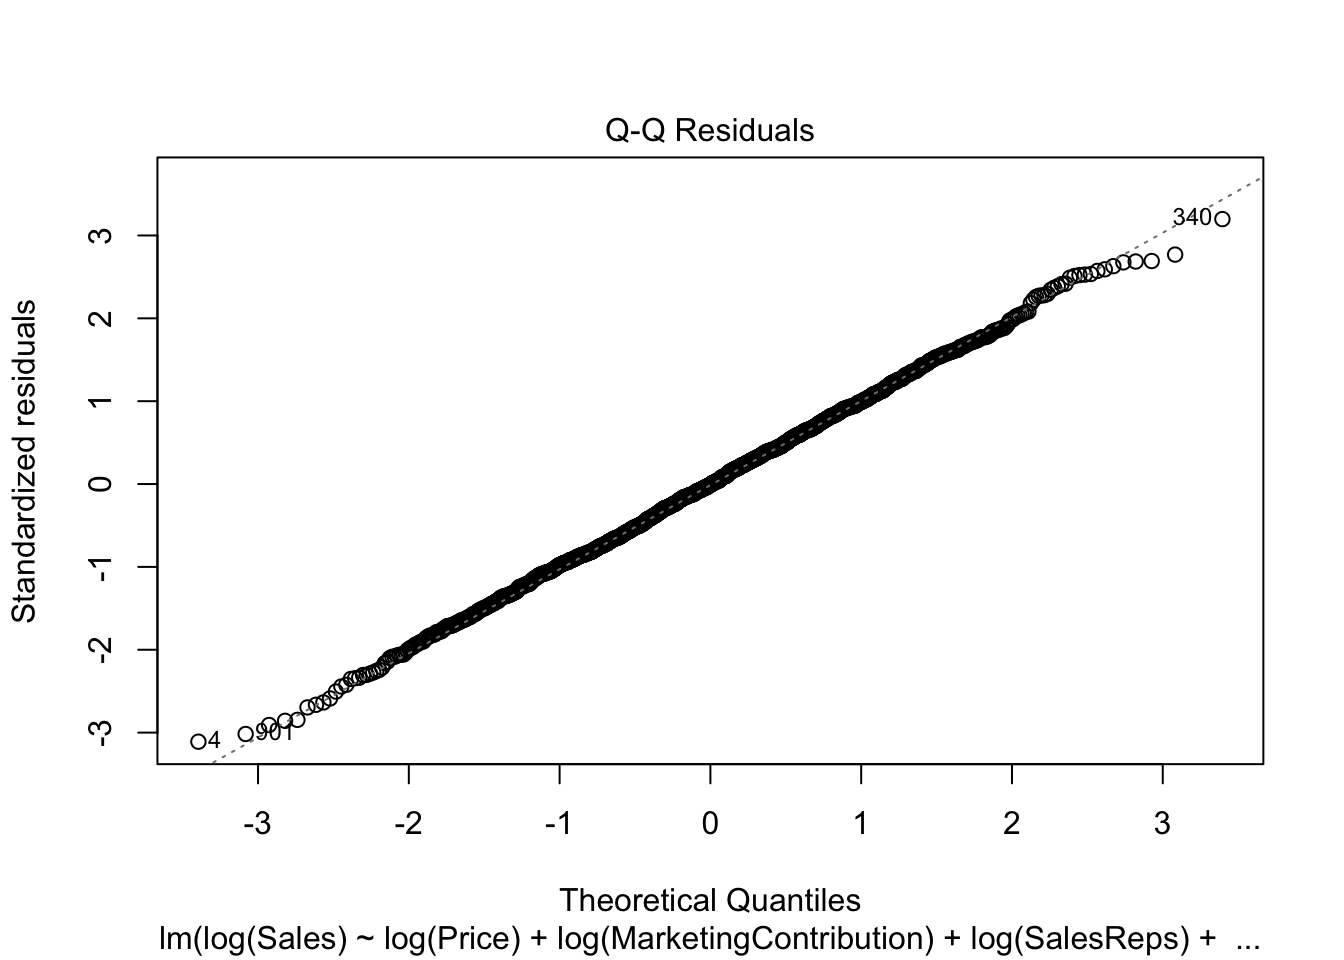 Q-Q Residuals
Standardized residuals
3
2
1
0
-1
-2
-3
340
4
901
-3 -2 -1 0 1 2 3
Theoretical Quantiles
lm(log(Sales) ~ log(Price) + log(MarketingContribution) + log(SalesReps) + ...